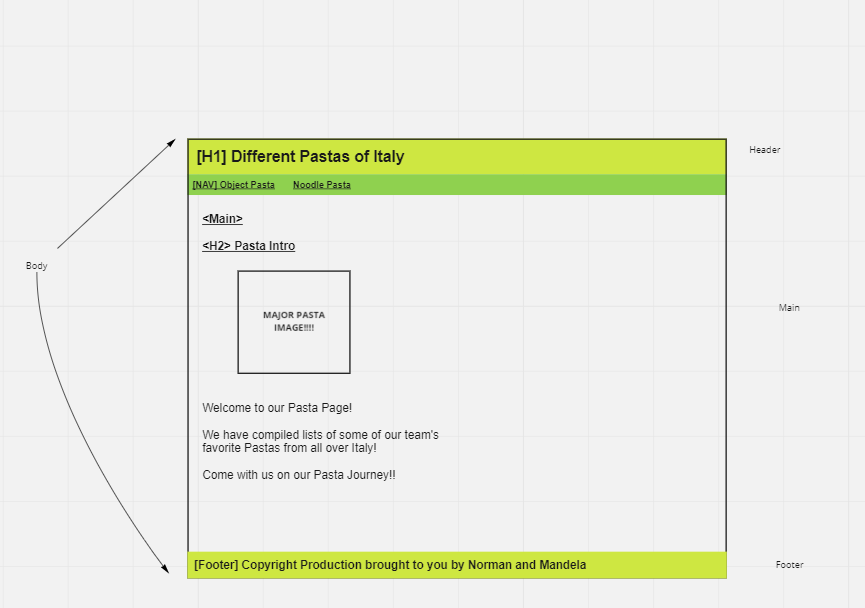 [H1] Different Pastas of Italy
Header
[NAV] Object Pasta Noodle Pasta
<Main>
<H2> Pasta Intro
Body
MAJOR PASTA
IMAGE!!!!
Main
Welcome to our Pasta Page!
We have compiled lists of some of our team's
favorite Pastas from all over Italy!
Come with us on our Pasta Journey!!
[Footer] Copyright Production brought to you by Norman and Mandela
Footer